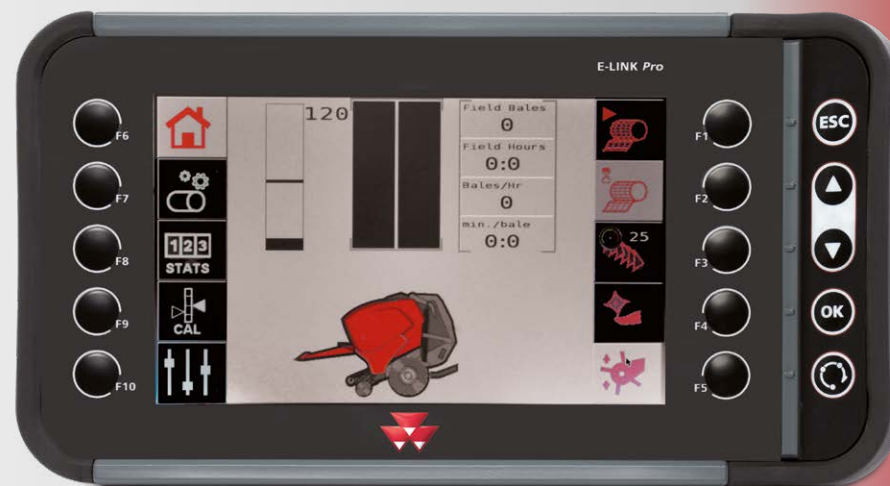 E-LINK Pro
F6
F7
F8
F9
F10
120
123
STATS
CAL
Field Bales
0
Field Hours
0:0
Bales/Hr
0
min./bale
0:0
25
F1
F2
F3
F4
F5
ESC
OK